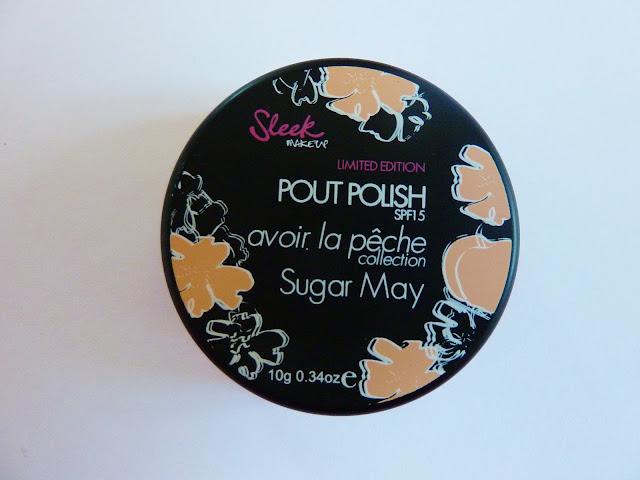 Sleek
MAKEUP
LIMITED EDITION
POUT POLISH
SPF15
avoir la pêche
collection
Sugar May
10g 0.34oz℮